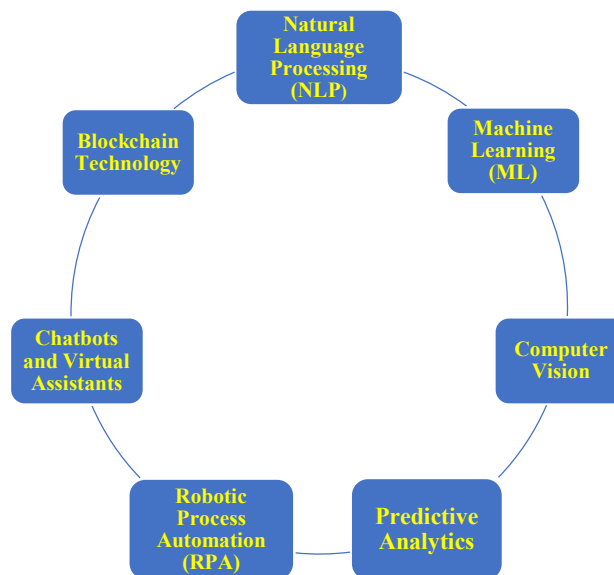 Natural
Language
Processing
(NLP)
Machine
Learning
(ML)
Computer
Vision
Predictive
Analytics
Robotic
Process
Automation
(RPA)
Chatbots
and Virtual
Assistants
Blockchain
Technology